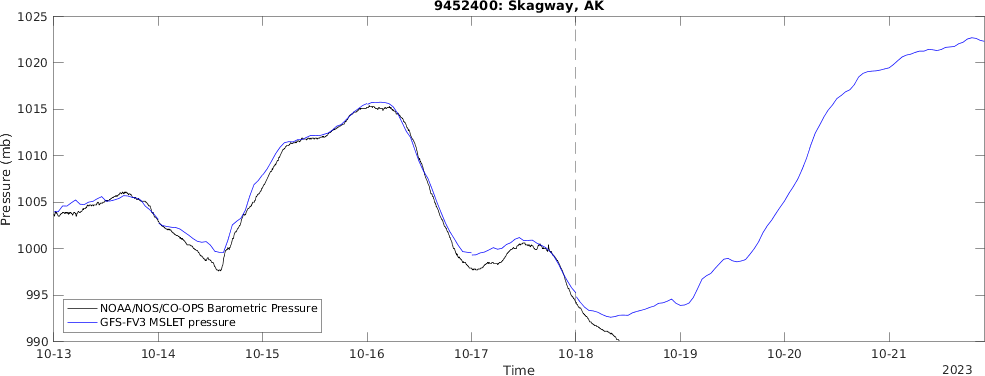 9452400: Skagway, AK
1025
1020
1015
1010
1005
1000
995
990
Pressure (mb)
NOAA/NOS/CO-OPS Barometric Pressure
GFS-FV3 MSLET pressure
10-13 10-14 10-15 10-16 10-17 10-18 10-19 10-20 10-21
Time
2023